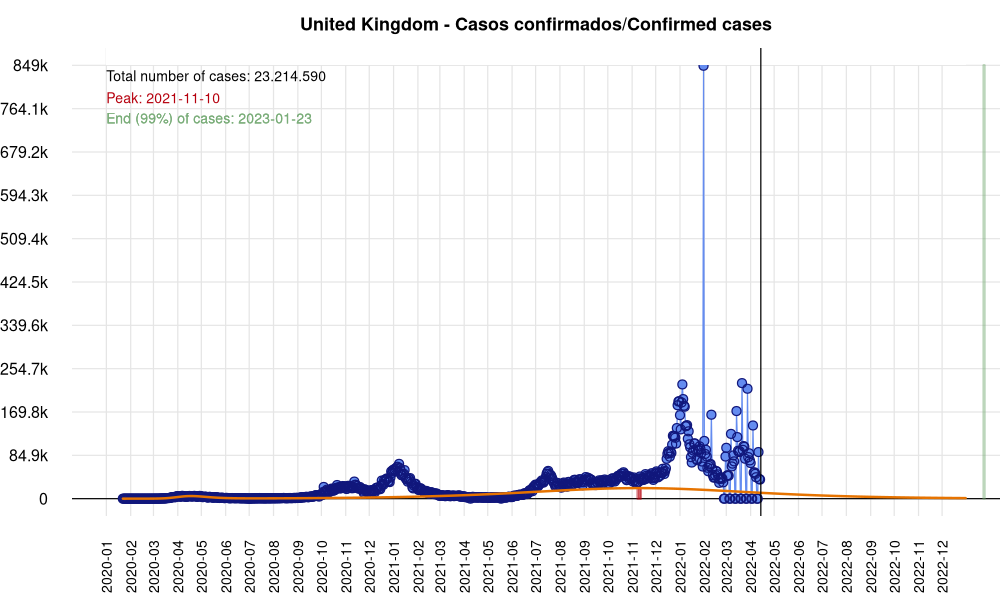 United Kingdom - Casos confirmados/Confirmed cases
849k
Total number of cases: 23.214.590
Peak: 2021-11-10
End (99%) of cases: 2023-01-23
764.1k
679.2k
594.3k
509.4k
424.5k
339.6k
254.7k
169.8k
84.9k
0
2020-01
2020-02
2020-03
2020-04
2020-05
2020-06
2020-07
2020-08
2020-09
2020-10
2020-11
2020-12
2021-01
2021-02
2021-03
2021-04
2021-05
2021-06
2021-07
2021-08
2021-09
2021-10
2021-11
2021-12
2022-01
2022-02
2022-03
2022-04
2022-05
2022-06
2022-07
2022-08
2022-09
2022-10
2022-11
2022-12